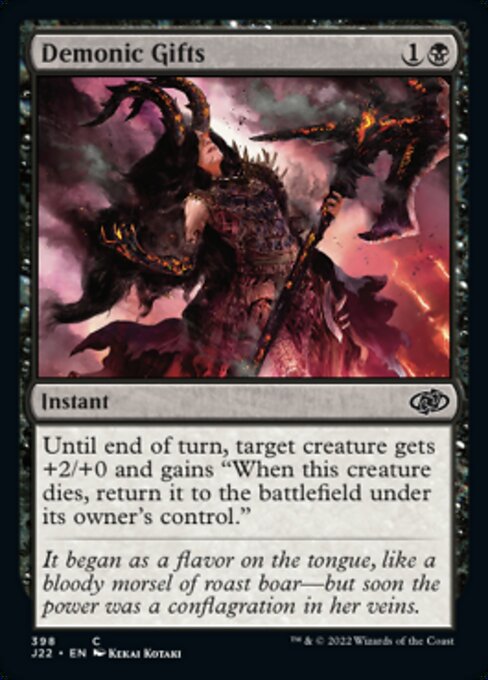 Demonic Gifts 1
Instant
Until end of turn, target creature gets
+2/+0 and gains “When this creature
dies, return it to the battlefield under
its owner’s control.”
It began as a flavor on the tongue, like a
bloody morsel of roast boar—but soon the
power was a conflagration in her veins.
398 C
J22 • EN Kekai Kotaki
™ & © 2022 Wizards of the Coast